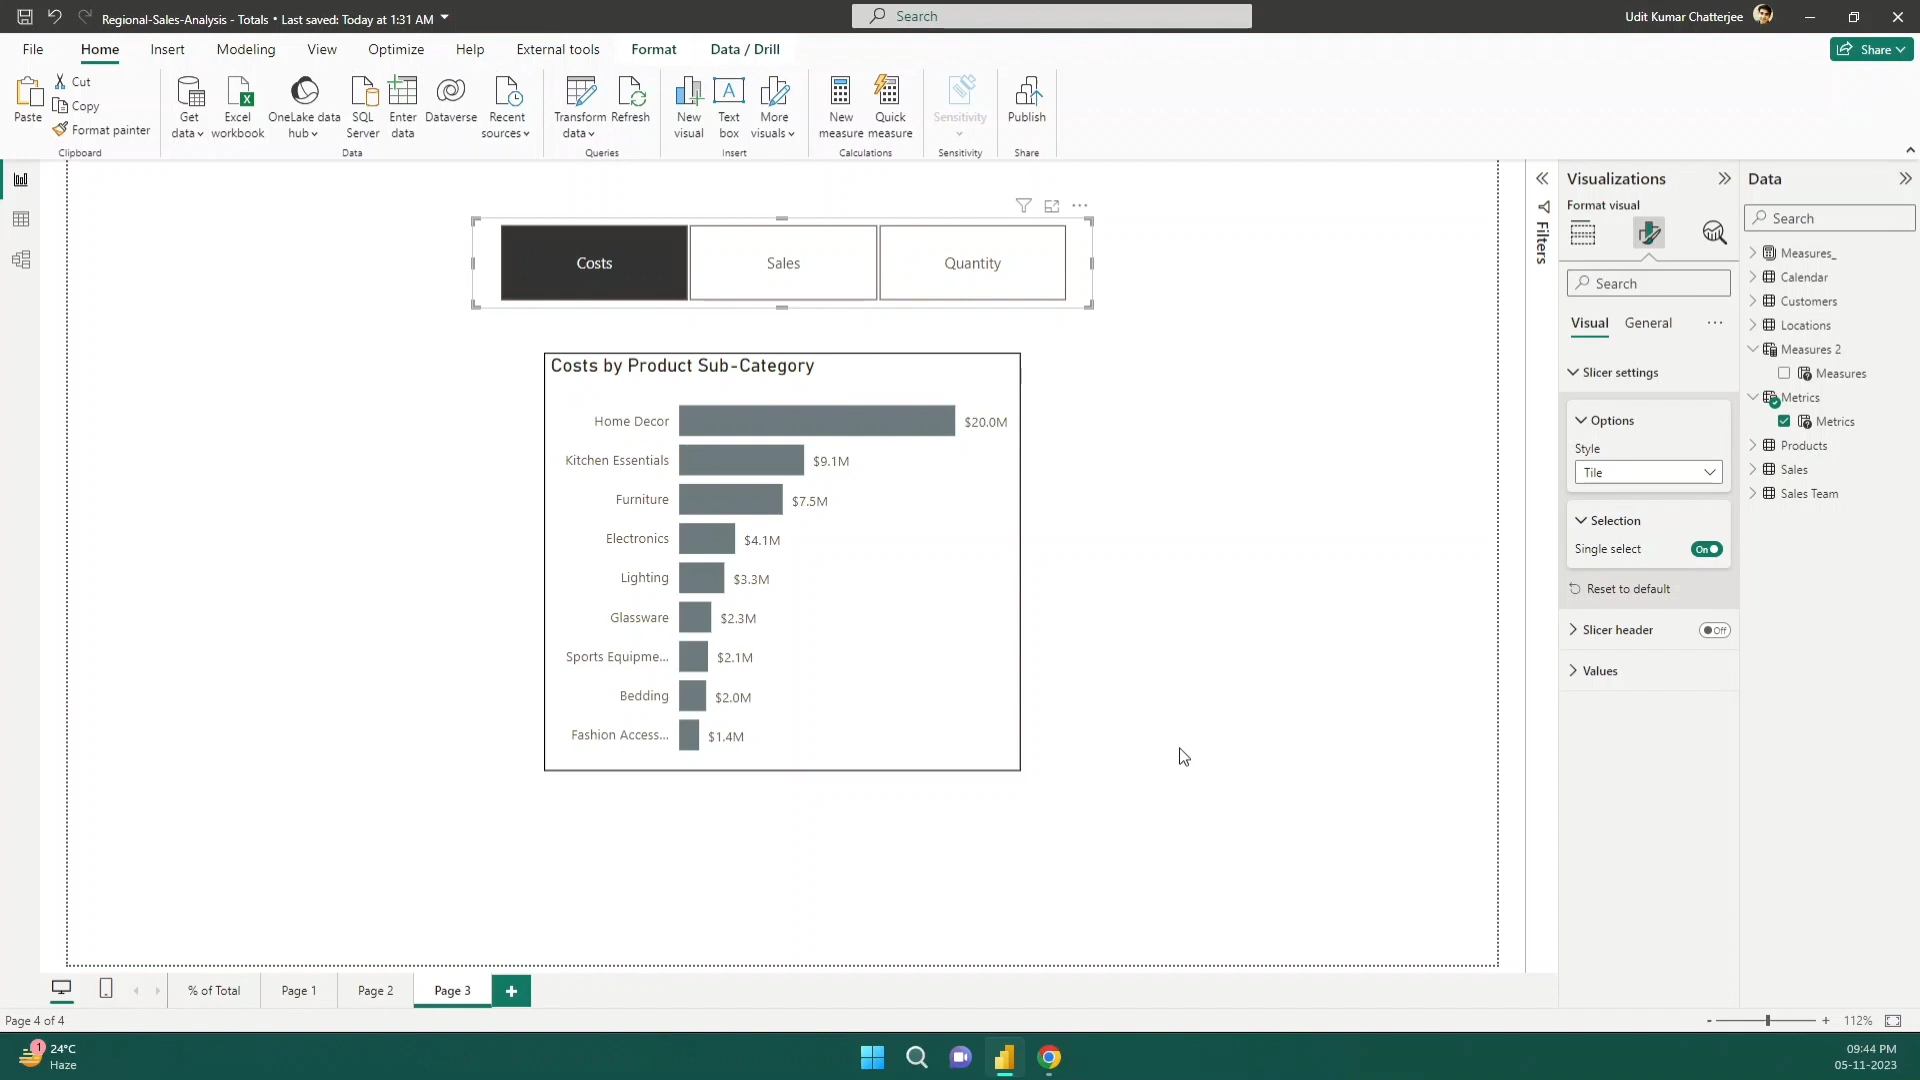 Regional-Sales-Analysis - Totals • Last saved: Today at 1:31 AM
Search
Udit Kumar Chatterjee
File Home Insert Modeling View Optimize Help External tools Format Data / Drill
Share
Paste
Cut
Copy
Format painter
Clipboard
Get data
Excel workbook
OneLake data hub
SQL Server
Enter data
Dataverse
Recent sources
Data
Transform data
Refresh
Queries
New visual
Text box
More visuals
Insert
New measure
Quick measure
Calculations
Sensitivity
Sensitivity
Publish
Share
Costs Sales Quantity
Costs by Product Sub-Category
Home Decor $20.0M
Kitchen Essentials $9.1M
Furniture $7.5M
Electronics $4.1M
Lighting $3.3M
Glassware $2.3M
Sports Equipme... $2.1M
Bedding $2.0M
Fashion Access... $1.4M
Filters
Visualizations
Format visual
Search
Visual General
Slicer settings
Options
Style
Tile
Selection
Single select On
Reset to default
Slicer header Off
Values
Data
Search
Measures_
Calendar
Customers
Locations
Measures 2
Measures
Metrics
Metrics
Products
Sales
Sales Team
% of Total Page 1 Page 2 Page 3 +
Page 4 of 4
- + 112%
1
24°C
Haze
09:44 PM
05-11-2023